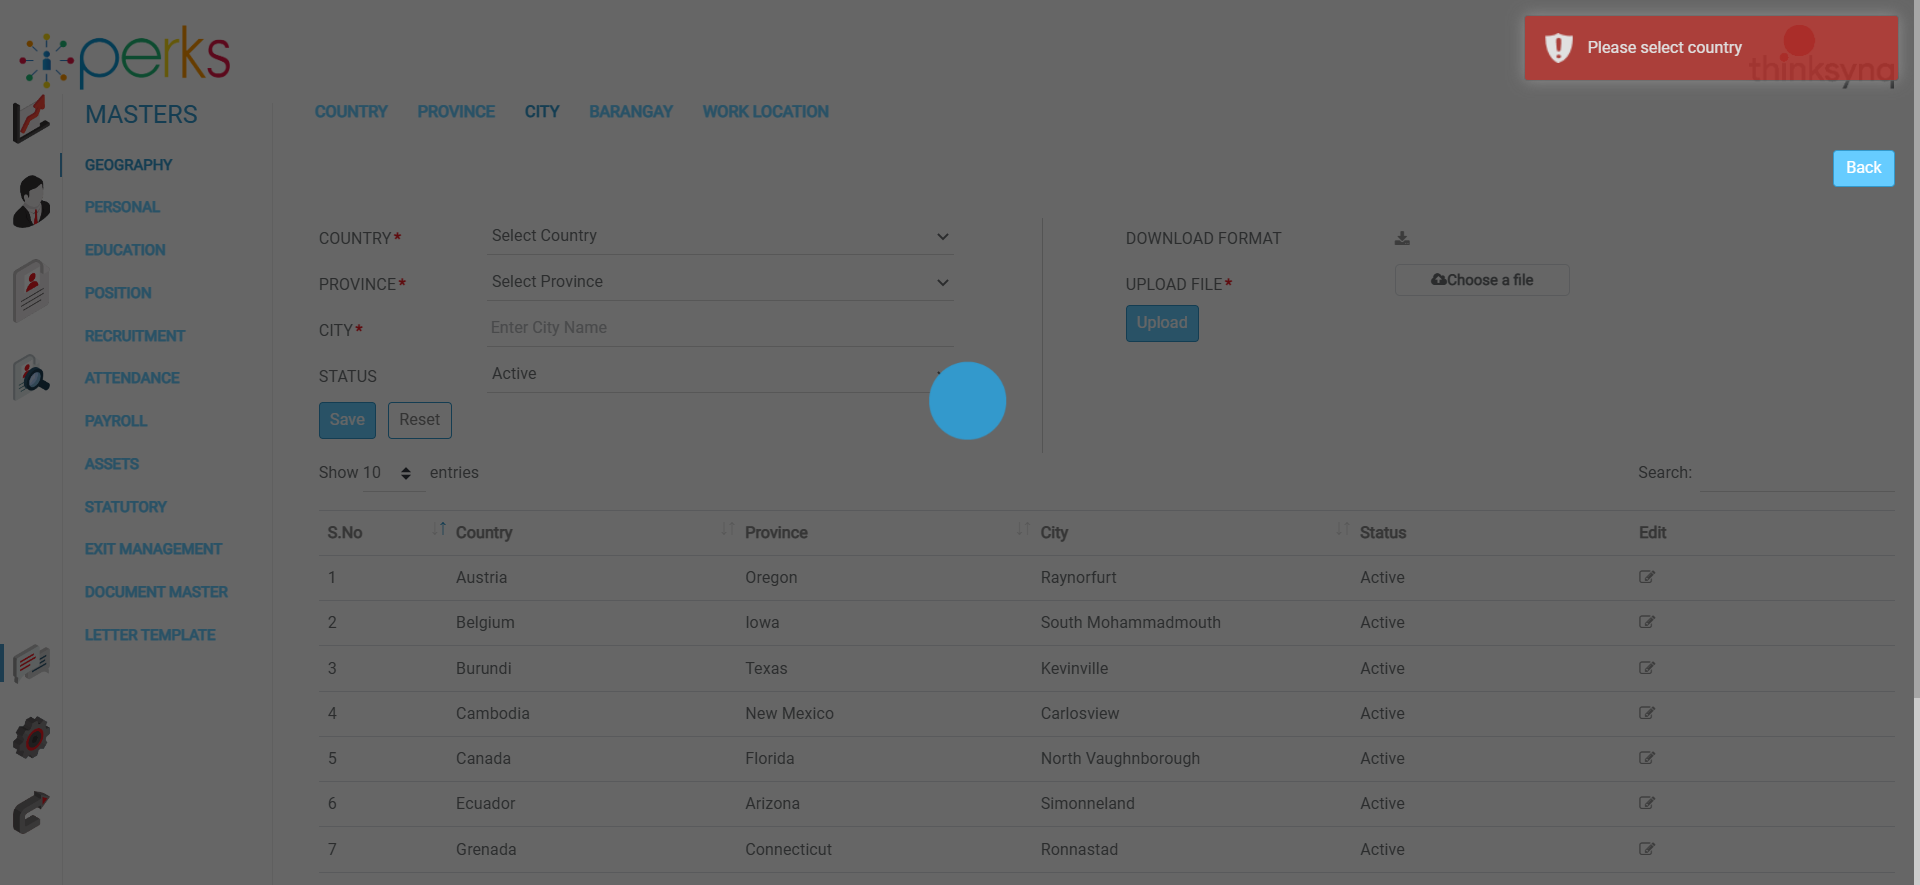 perks
Please select country
thinksynq
MASTERS
COUNTRY PROVINCE CITY BARANGAY WORK LOCATION
GEOGRAPHY
Back
PERSONAL
EDUCATION
POSITION
RECRUITMENT
ATTENDANCE
PAYROLL
ASSETS
STATUTORY
EXIT MANAGEMENT
DOCUMENT MASTER
LETTER TEMPLATE
COUNTRY* Select Country
PROVINCE* Select Province
CITY* Enter City Name
STATUS Active
Save Reset
DOWNLOAD FORMAT
UPLOAD FILE* Choose a file
Upload
Show 10 entries Search:
S.No Country Province City Status Edit
1 Austria Oregon Raynorfurt Active
2 Belgium Iowa South Mohammadmouth Active
3 Burundi Texas Kevinville Active
4 Cambodia New Mexico Carlosview Active
5 Canada Florida North Vaughnborough Active
6 Ecuador Arizona Simonneland Active
7 Grenada Connecticut Ronnastad Active